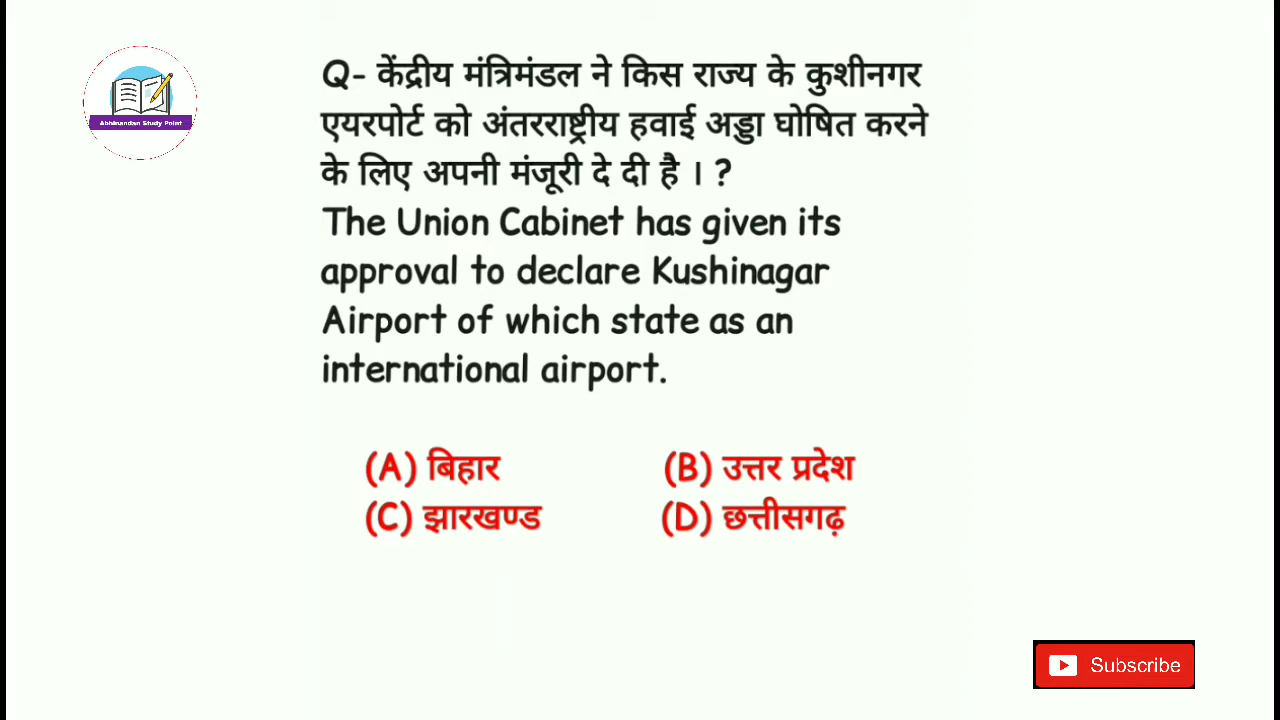 Abhinandan Study Point
Q- केंद्रीय मंत्रिमंडल ने किस राज्य के कुशीनगर
एयरपोर्ट को अंतरराष्ट्रीय हवाई अड्डा घोषित करने
के लिए अपनी मंजूरी दे दी है । ?
The Union Cabinet has given its
approval to declare Kushinagar
Airport of which state as an
international airport.
(A) बिहार (B) उत्तर प्रदेश
(C) झारखण्ड (D) छत्तीसगढ़
Subscribe